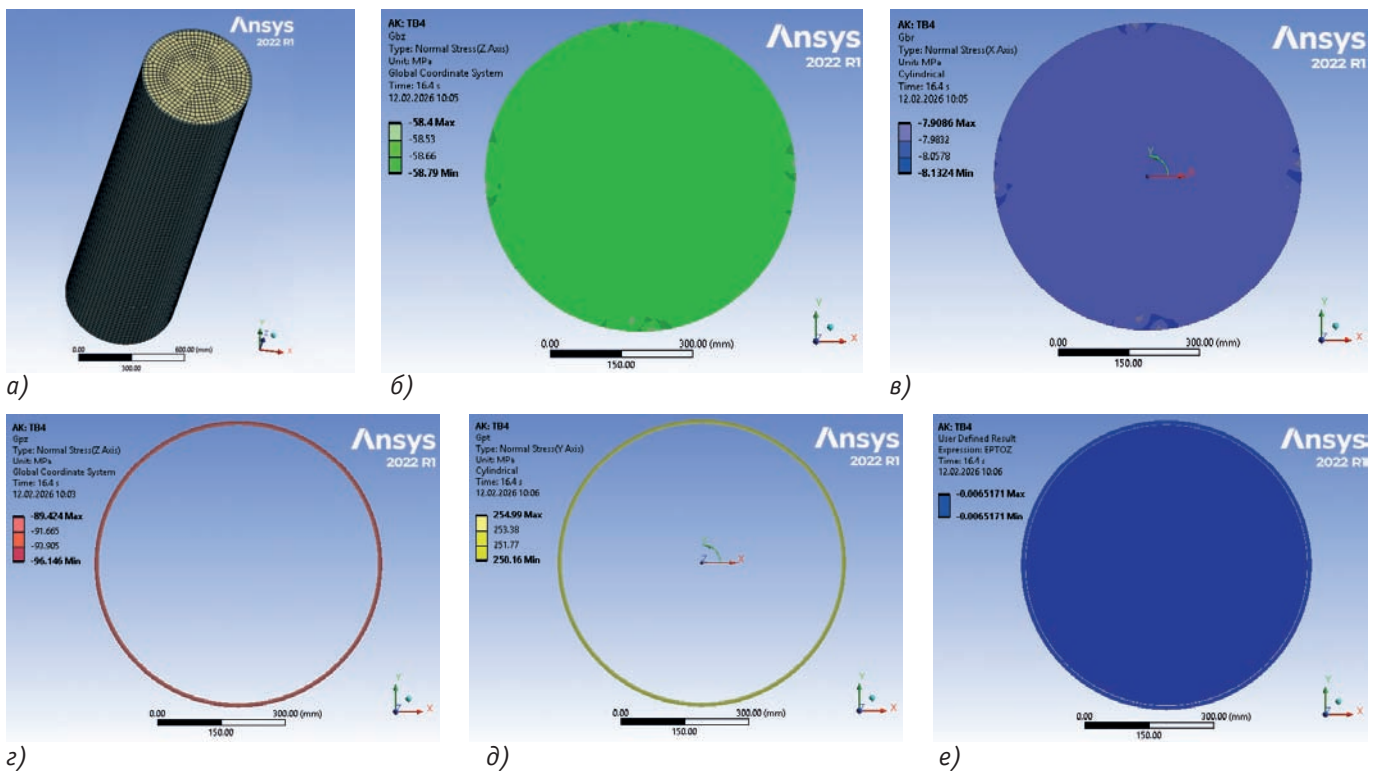 Ansys
2022 R1
0.00
600.00 (mm)
300.00
Y
Z
X
а)
AK: TB4
Gbz
Type: Normal Stress(Z Axis)
Unit: MPa
Global Coordinate System
Time: 16.4 s
12.02.2026 10:05
-58.4 Max
-58.53
-58.66
-58.79 Min
Ansys
2022 R1
0.00
300.00 (mm)
150.00
Y
Z
X
б)
AK: TB4
Gbr
Type: Normal Stress(X Axis)
Unit: MPa
Cylindrical
Time: 16.4 s
12.02.2026 10:05
-7.9086 Max
-7.9832
-8.0578
-8.1324 Min
Ansys
2022 R1
Y
X
0.00
300.00 (mm)
150.00
Y
Z
X
в)
AK: TB4
Gpz
Type: Normal Stress(Z Axis)
Unit: MPa
Global Coordinate System
Time: 16.4 s
12.02.2026 10:03
-89.424 Max
-91.665
-93.905
-96.146 Min
Ansys
2022 R1
0.00
300.00 (mm)
150.00
Y
Z
X
г)
AK: TB4
Gpt
Type: Normal Stress(Y Axis)
Unit: MPa
Cylindrical
Time: 16.4 s
12.02.2026 10:06
254.99 Max
253.38
251.77
250.16 Min
Ansys
2022 R1
Y
Z
X
0.00
300.00 (mm)
150.00
Y
Z
X
д)
AK: TB4
User Defined Result
Expression: EPTOZ
Time: 16.4 s
12.02.2026 10:06
-0.0065171 Max
-0.0065171 Min
Ansys
2022 R1
0.00
300.00 (mm)
150.00
Y
Z
X
е)